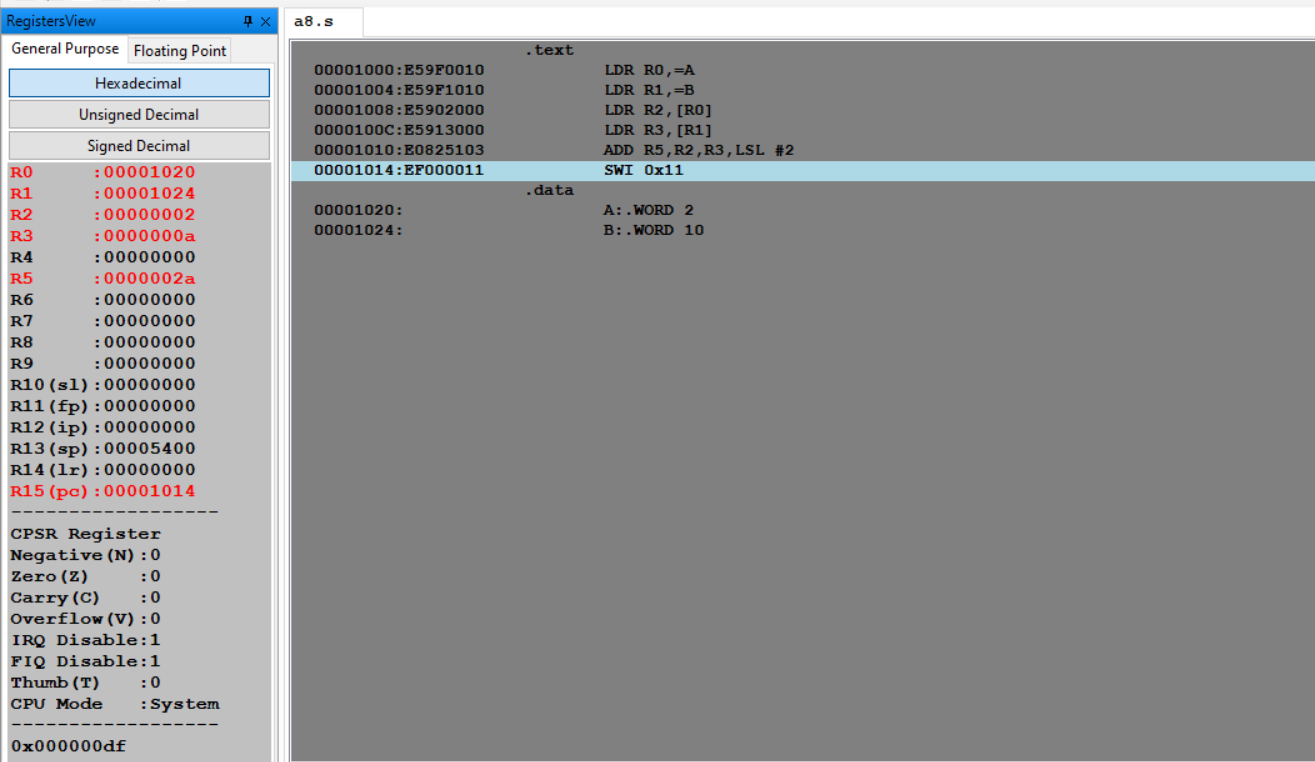 RegistersView
General Purpose Floating Point
Hexadecimal
Unsigned Decimal
Signed Decimal
R0 :00001020
R1 :00001024
R2 :00000002
R3 :0000000a
R4 :00000000
R5 :0000002a
R6 :00000000
R7 :00000000
R8 :00000000
R9 :00000000
R10(sl):00000000
R11(fp):00000000
R12(ip):00000000
R13(sp):00005400
R14(lr):00000000
R15(pc):00001014
------------------
CPSR Register
Negative(N):0
Zero(Z) :0
Carry(C) :0
Overflow(V):0
IRQ Disable:1
FIQ Disable:1
Thumb(T) :0
CPU Mode :System
------------------
0x000000df
a8.s
.text
00001000:E59F0010 LDR R0,=A
00001004:E59F1010 LDR R1,=B
00001008:E5902000 LDR R2,[R0]
0000100C:E5913000 LDR R3,[R1]
00001010:E0825103 ADD R5,R2,R3,LSL #2
00001014:EF000011 SWI 0x11
.data
00001020: A:.WORD 2
00001024: B:.WORD 10